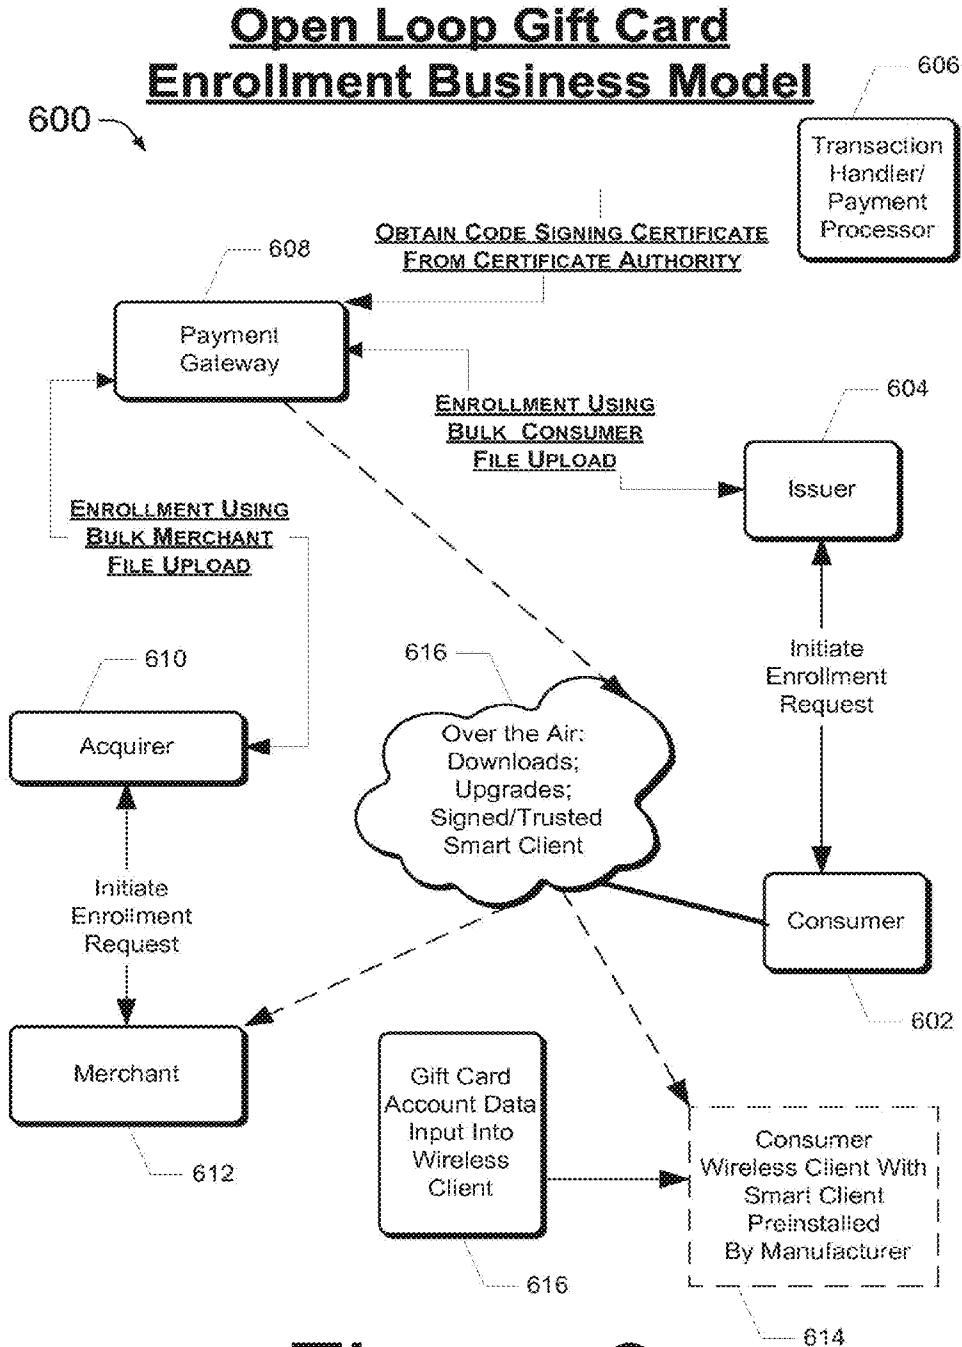 Open Loop Gift Card
Enrollment Business Model
600
606
Transaction
Handler/
Payment
Processor
OBTAIN CODE SIGNING CERTIFICATE
FROM CERTIFICATE AUTHORITY
608
Payment
Gateway
604
ENROLLMENT USING
BULK CONSUMER
FILE UPLOAD
Issuer
ENROLLMENT USING
BULK MERCHANT
FILE UPLOAD
Initiate
Enrollment
Request
610
616
Acquirer
Over the Air:
Downloads;
Upgrades;
Signed/Trusted
Smart Client
Initiate
Enrollment
Request
Consumer
602
Merchant
612
Gift Card
Account Data
Input Into
Wireless
Client
616
Consumer
Wireless Client With
Smart Client
Preinstalled
By Manufacturer
614